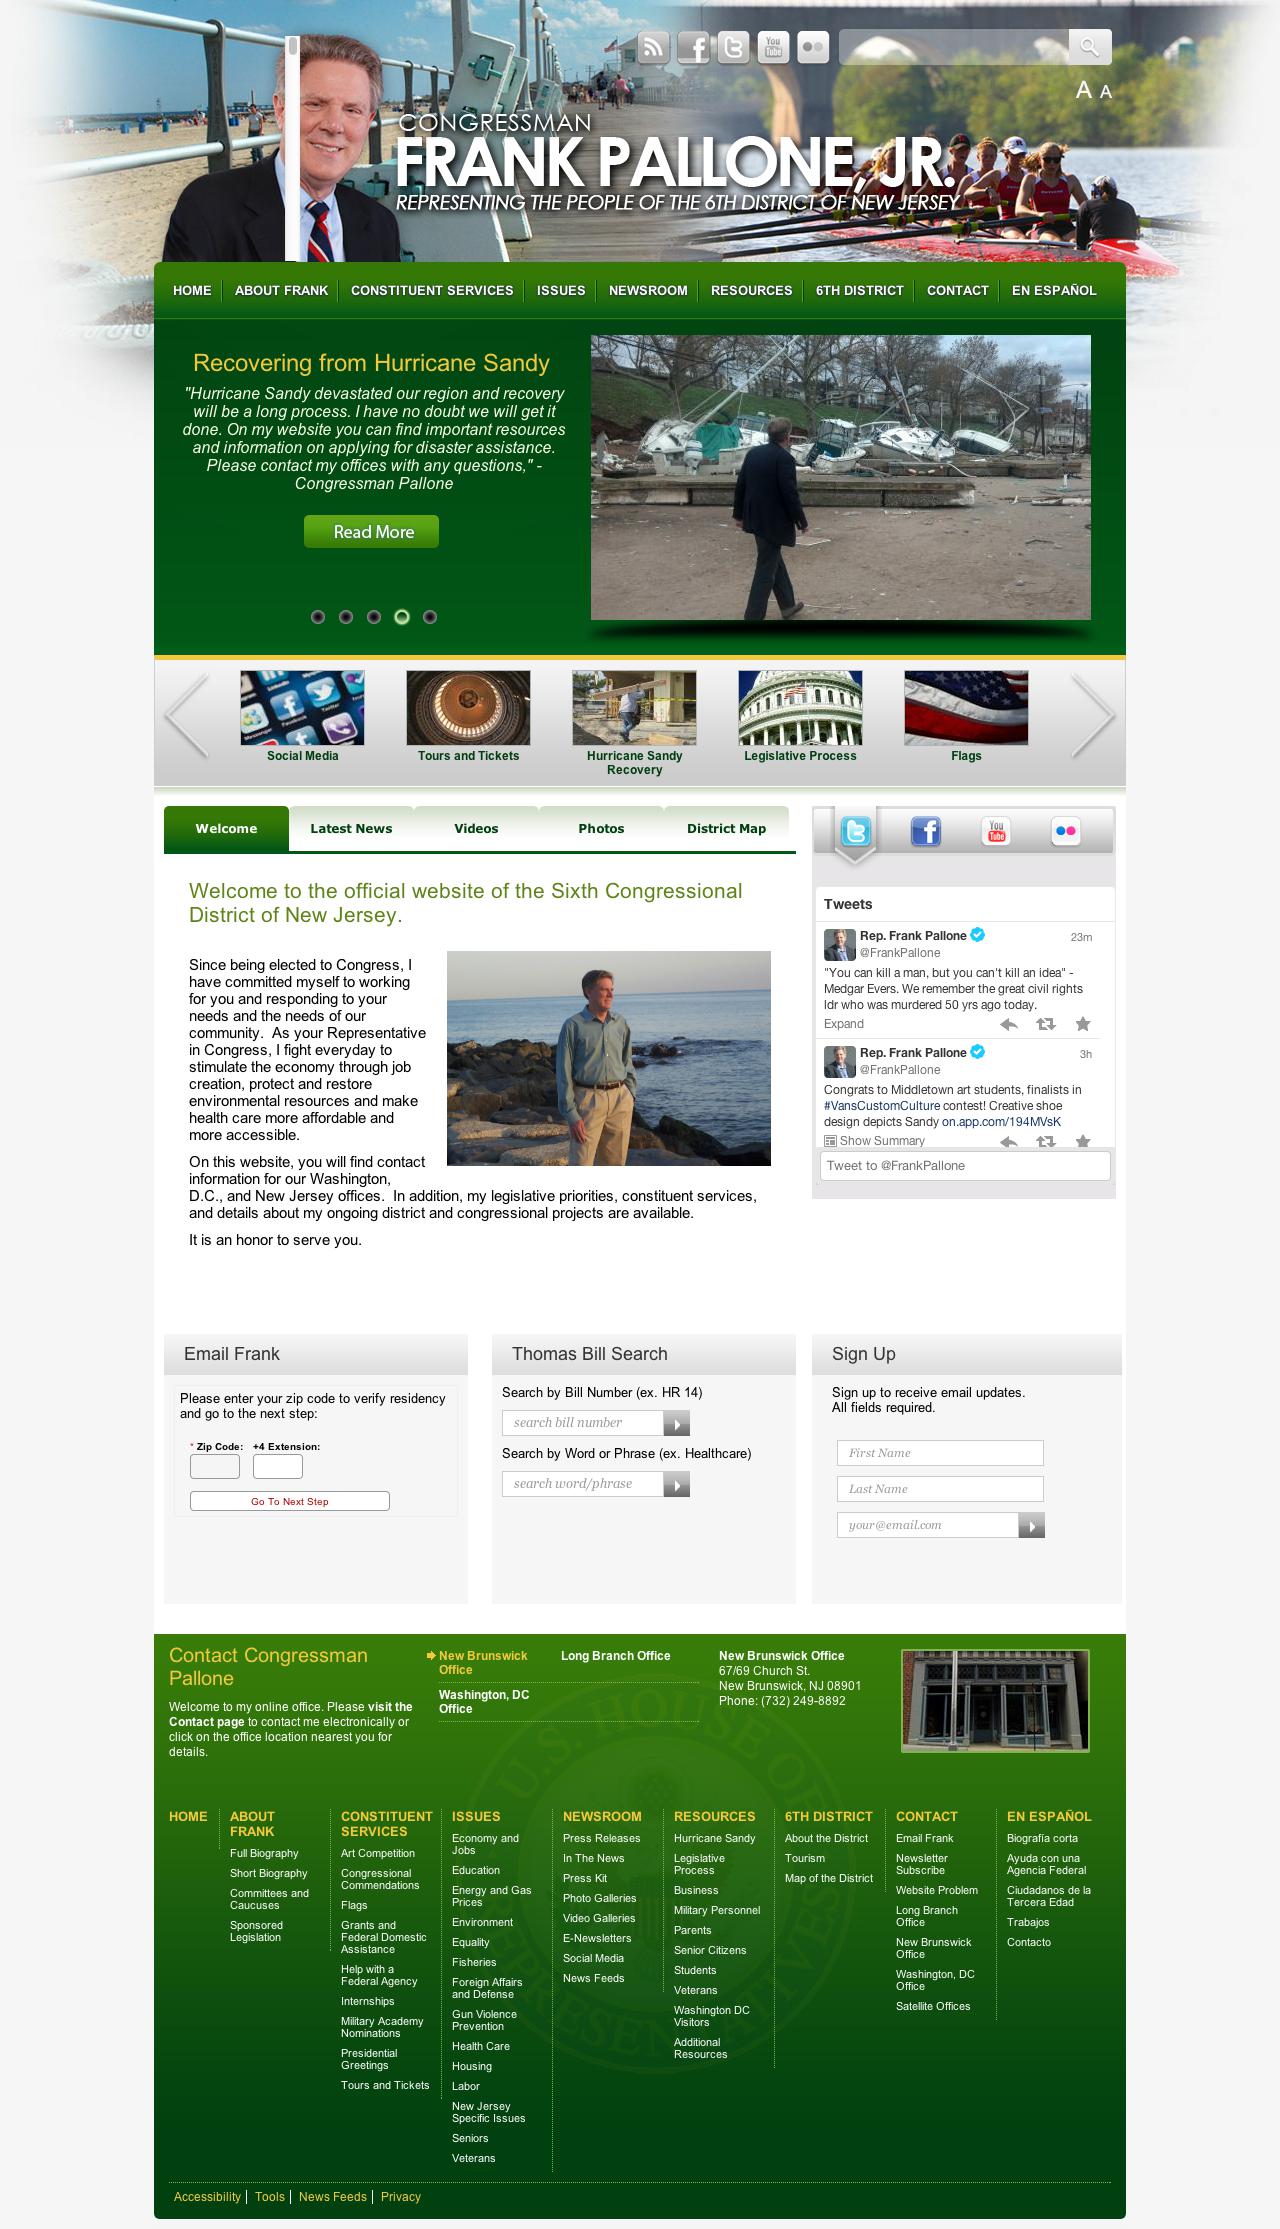 CONGRESSMAN
FRANK PALLONE, JR.
REPRESENTING THE PEOPLE OF THE 6TH DISTRICT OF NEW JERSEY
A A
HOME
ABOUT FRANK
CONSTITUENT SERVICES
ISSUES
NEWSROOM
RESOURCES
6TH DISTRICT
CONTACT
EN ESPAÑOL
Recovering from Hurricane Sandy
"Hurricane Sandy devastated our region and recovery
will be a long process. I have no doubt we will get it
done. On my website you can find important resources
and information on applying for disaster assistance.
Please contact my offices with any questions," -
Congressman Pallone
Read More
Social Media
Tours and Tickets
Hurricane Sandy
Recovery
Legislative Process
Flags
Welcome
Latest News
Videos
Photos
District Map
Welcome to the official website of the Sixth Congressional
District of New Jersey.
Since being elected to Congress, I
have committed myself to working
for you and responding to your
needs and the needs of our
community.  As your Representative
in Congress, I fight everyday to
stimulate the economy through job
creation, protect and restore
environmental resources and make
health care more affordable and
more accessible.
On this website, you will find contact
information for our Washington,
D.C., and New Jersey offices.  In addition, my legislative priorities, constituent services,
and details about my ongoing district and congressional projects are available.
It is an honor to serve you.
You
Tube
Tweets
Rep. Frank Pallone
23m
@FrankPallone
"You can kill a man, but you can't kill an idea" -
Medgar Evers. We remember the great civil rights
ldr who was murdered 50 yrs ago today.
Expand
Rep. Frank Pallone
3h
@FrankPallone
Congrats to Middletown art students, finalists in
#VansCustomCulture contest! Creative shoe
design depicts Sandy on.app.com/194MVsK
Show Summary
Tweet to @FrankPallone
Email Frank
Please enter your zip code to verify residency
and go to the next step:
* Zip Code: +4 Extension:
Go To Next Step
Thomas Bill Search
Search by Bill Number (ex. HR 14)
search bill number
Search by Word or Phrase (ex. Healthcare)
search word/phrase
Sign Up
Sign up to receive email updates.
All fields required.
First Name
Last Name
your@email.com
Contact Congressman
Pallone
Welcome to my online office. Please visit the
Contact page to contact me electronically or
click on the office location nearest you for
details.
New Brunswick
Office
Long Branch Office
Washington, DC
Office
New Brunswick Office
67/69 Church St.
New Brunswick, NJ 08901
Phone: (732) 249-8892
HOME
ABOUT
FRANK
Full Biography
Short Biography
Committees and
Caucuses
Sponsored
Legislation
CONSTITUENT
SERVICES
Art Competition
Congressional
Commendations
Flags
Grants and
Federal Domestic
Assistance
Help with a
Federal Agency
Internships
Military Academy
Nominations
Presidential
Greetings
Tours and Tickets
ISSUES
Economy and
Jobs
Education
Energy and Gas
Prices
Environment
Equality
Fisheries
Foreign Affairs
and Defense
Gun Violence
Prevention
Health Care
Housing
Labor
New Jersey
Specific Issues
Seniors
Veterans
NEWSROOM
Press Releases
In The News
Press Kit
Photo Galleries
Video Galleries
E-Newsletters
Social Media
News Feeds
RESOURCES
Hurricane Sandy
Legislative
Process
Business
Military Personnel
Parents
Senior Citizens
Students
Veterans
Washington DC
Visitors
Additional
Resources
6TH DISTRICT
About the District
Tourism
Map of the District
CONTACT
Email Frank
Newsletter
Subscribe
Website Problem
Long Branch
Office
New Brunswick
Office
Washington, DC
Office
Satellite Offices
EN ESPAÑOL
Biografía corta
Ayuda con una
Agencia Federal
Ciudadanos de la
Tercera Edad
Trabajos
Contacto
Accessibility
Tools
News Feeds
Privacy